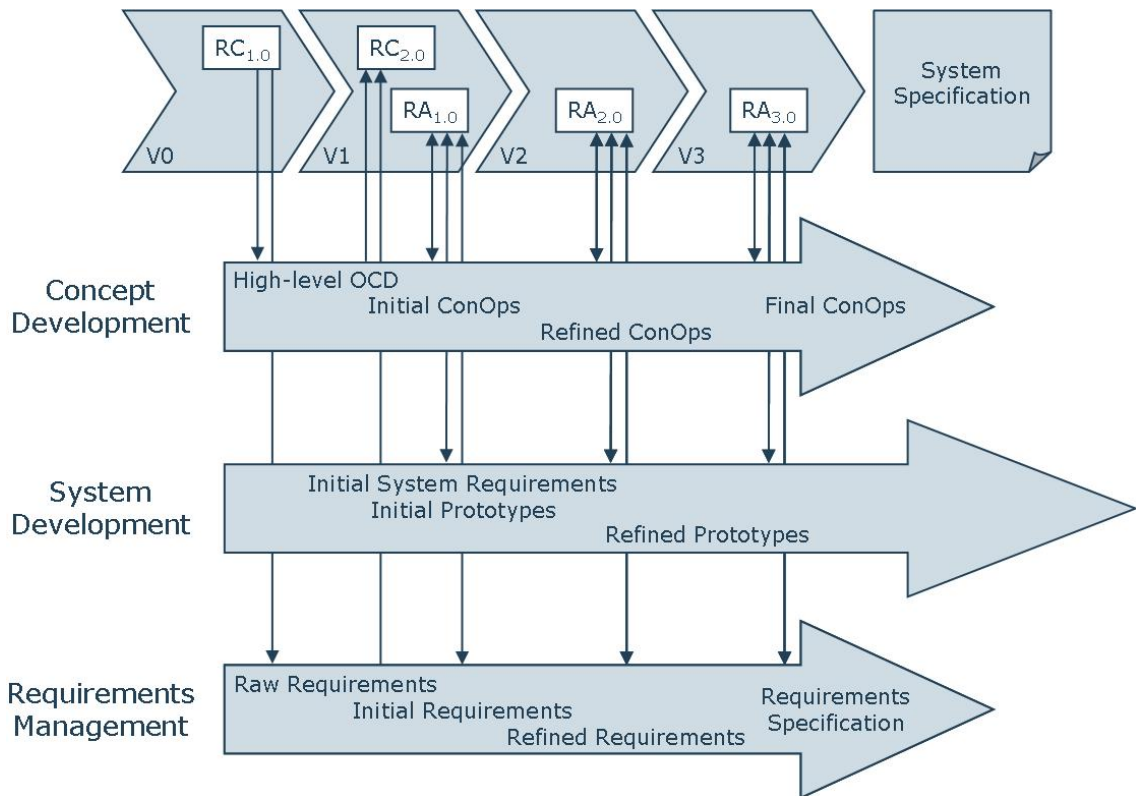 RC1.0
RC2.0
RA1.0
RA2.0
RA3.0
System
Specification
V0
V1
V2
V3
Concept
Development
High-level OCD
Initial ConOps
Refined ConOps
Final ConOps
System
Development
Initial System Requirements
Initial Prototypes
Refined Prototypes
Requirements
Management
Raw Requirements
Initial Requirements
Refined Requirements
Requirements
Specification